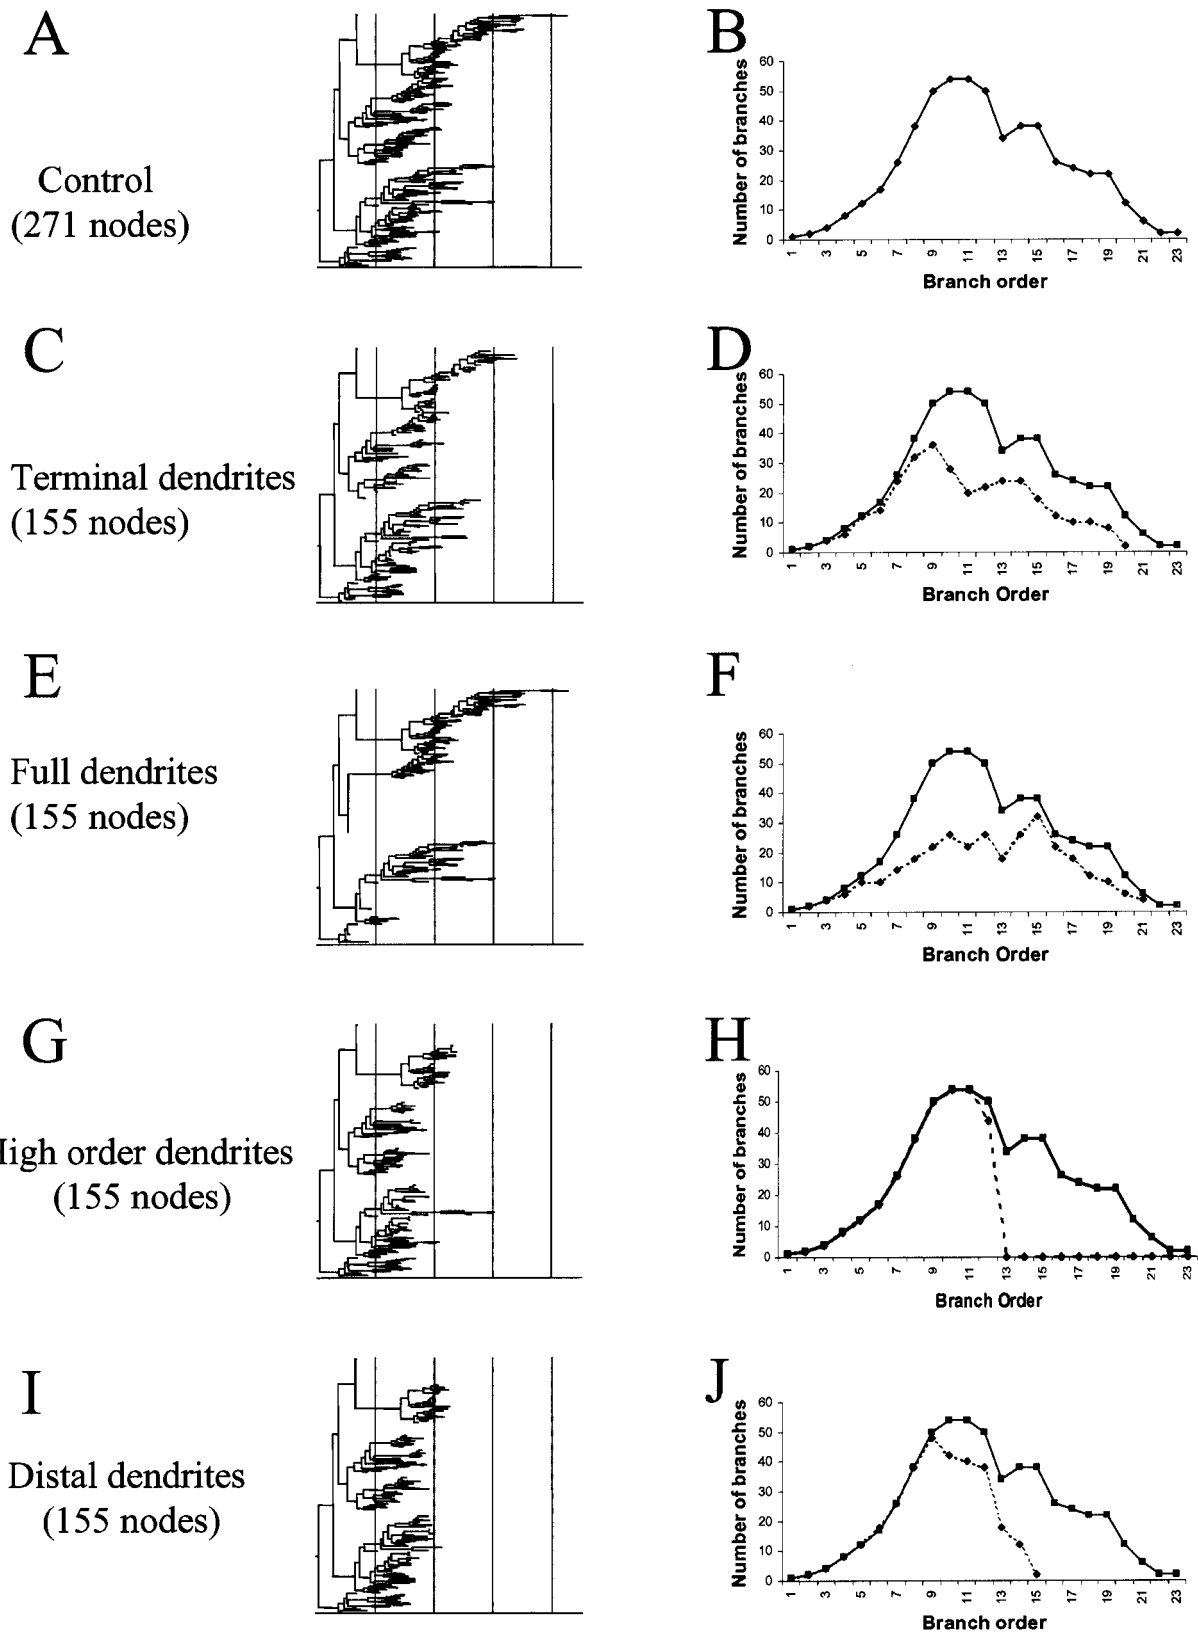 A
Control
(271 nodes)
B
Number of branches
60
50
40
30
20
10
0
1 3 5 7 9 11 13 15 17 19 21 23
Branch order
C
Terminal dendrites
(155 nodes)
D
Number of branches
60
50
40
30
20
10
0
1 3 5 7 9 11 13 15 17 19 21 23
Branch Order
E
Full dendrites
(155 nodes)
F
Number of branches
60
50
40
30
20
10
0
1 3 5 7 9 11 13 15 17 19 21 23
Branch Order
G
High order dendrites
(155 nodes)
H
Number of branches
60
50
40
30
20
10
0
1 3 5 7 9 11 13 15 17 19 21 23
Branch Order
I
Distal dendrites
(155 nodes)
J
Number of branches
60
50
40
30
20
10
0
1 3 5 7 9 11 13 15 17 19 21 23
Branch order